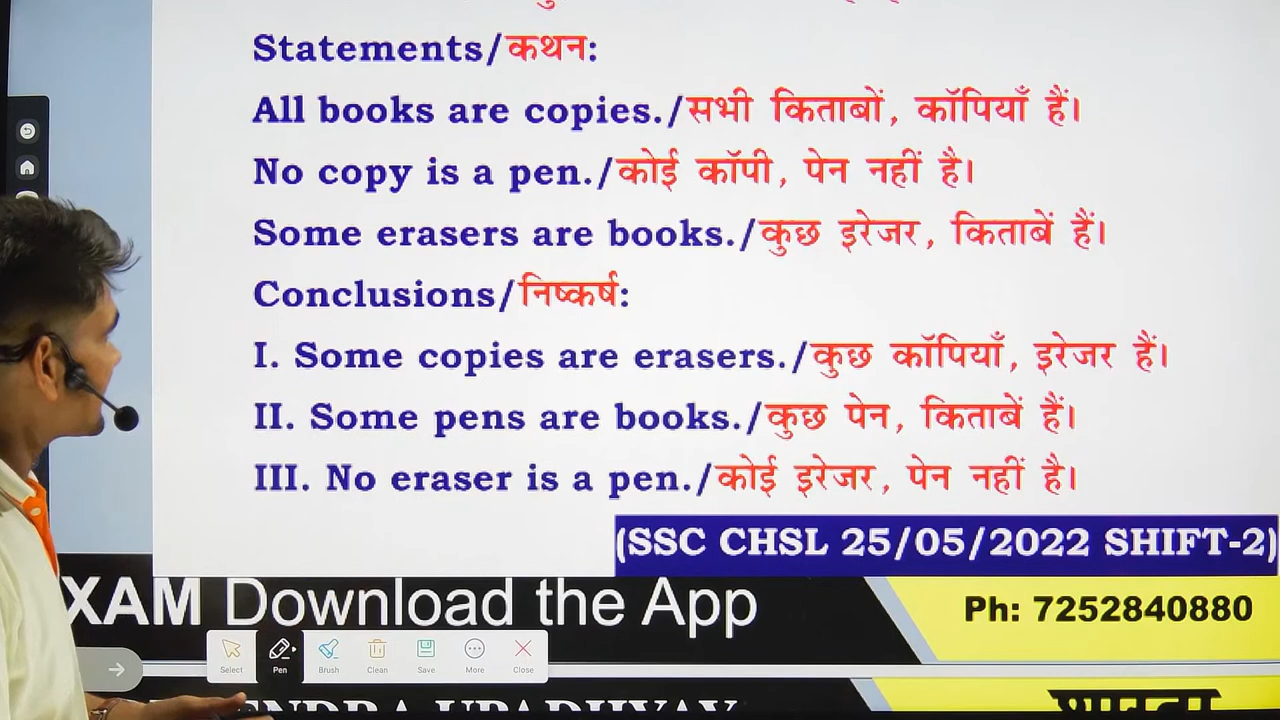 Statements/कथन:
All books are copies./सभी किताबों, कॉपियाँ हैं।
No copy is a pen./कोई कॉपी, पेन नहीं है।
Some erasers are books./कुछ इरेजर, किताबें हैं।
Conclusions/निष्कर्ष:
I. Some copies are erasers./कुछ कॉपियाँ, इरेजर हैं।
II. Some pens are books./कुछ पेन, किताबें हैं।
III. No eraser is a pen./कोई इरेजर, पेन नहीं है।
(SSC CHSL 25/05/2022 SHIFT-2)
XAM Download the App
Ph: 7252840880
Select Pen Brush Clean Save More Close
ENDRA UPADHYAY